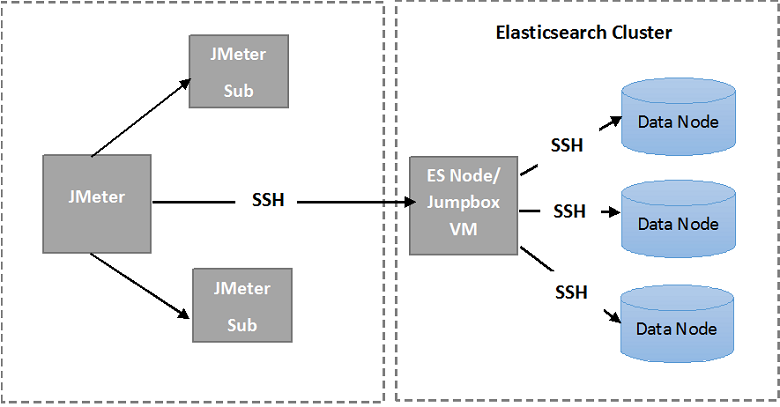 JMeter
Sub
JMeter
SSH
JMeter
Sub
Elasticsearch Cluster
ES Node/
Jumpbox
VM
SSH
Data Node
SSH
Data Node
SSH
Data Node